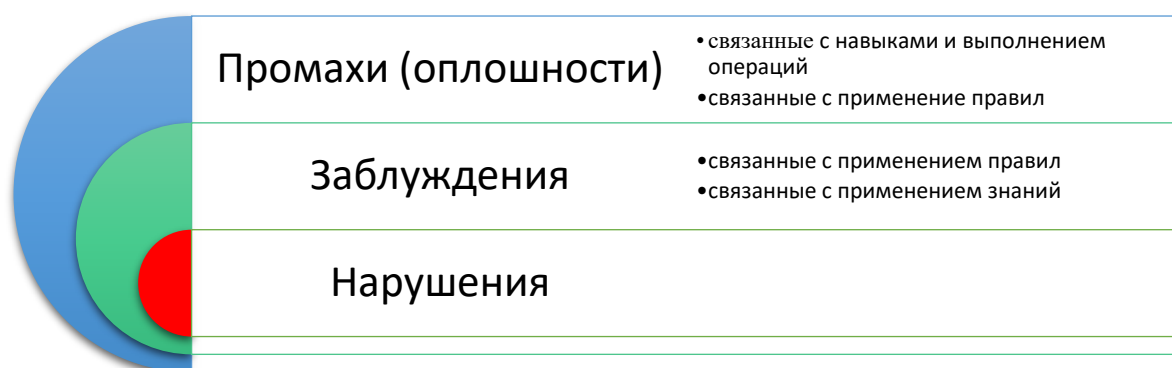 Промахи (оплошности)
• связанные с навыками и выполнением
операций
•связанные с применение правил
Заблуждения
•связанные с применением правил
•связанные с применением знаний
Нарушения